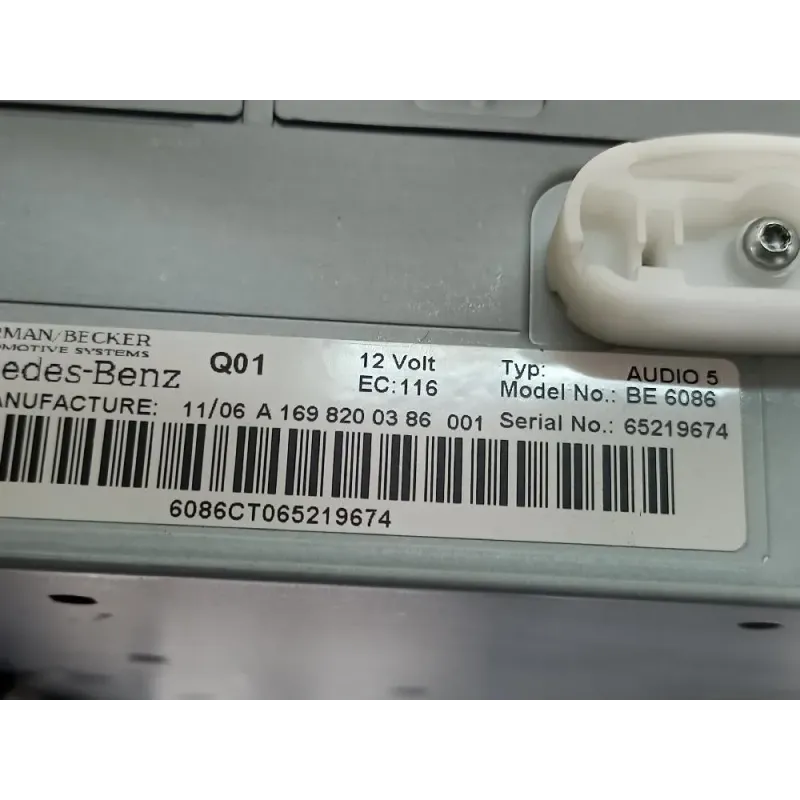 RMAN/BECKER
OMOTIVE SYSTEMS
edes-Benz Q01 12 Volt Typ: AUDIO 5
EC:116 Model No.: BE 6086
ANUFACTURE: 11/06 A 169 820 03 86 001 Serial No.: 65219674
6086CT065219674